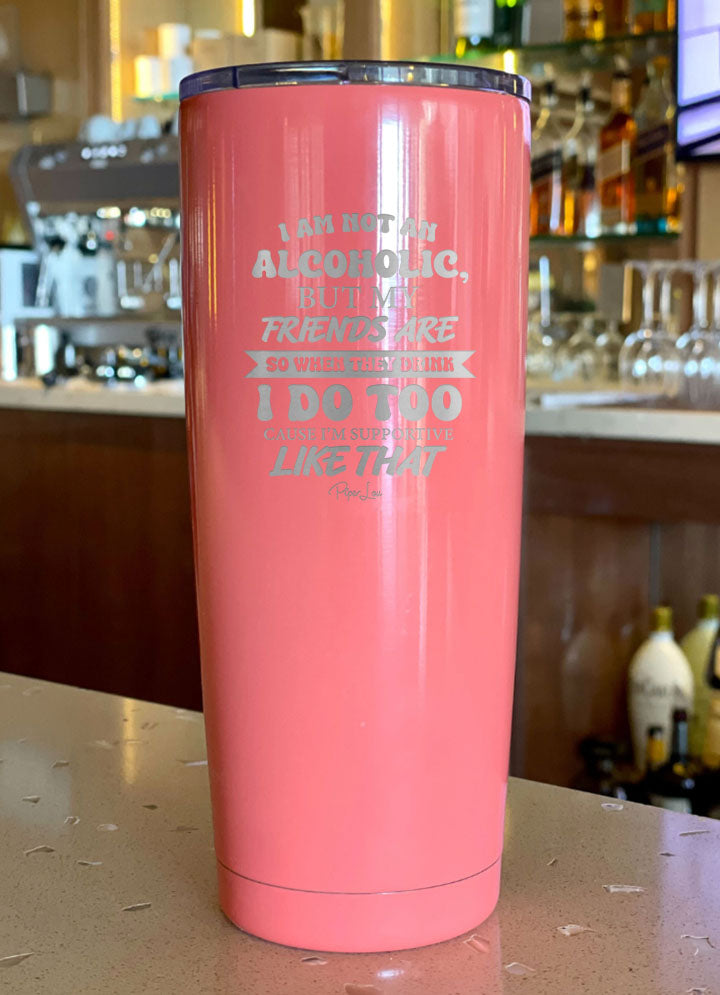 I AM NOT AN
ALCOHOLIC,
BUT MY
FRIENDS ARE
SO WHEN THEY DRINK
I DO TOO
CAUSE I'M SUPPORTIVE
LIKE THAT
Piper Lou